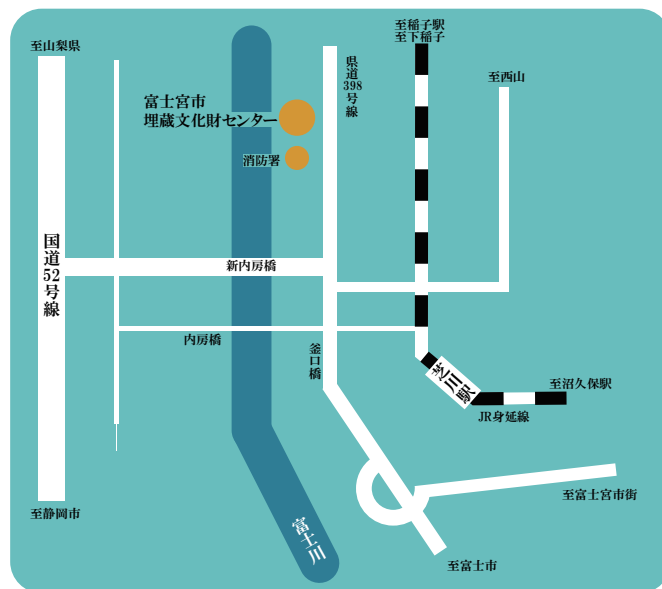 至山梨県
至稲子駅
至下稲子
県道398号線
至西山
富士宮市
埋蔵文化財センター
消防署
国道52号線
新内房橋
内房橋
釜口橋
芝川駅
至沼久保駅
JR身延線
至富士宮市街
至静岡市
富士川
至富士市